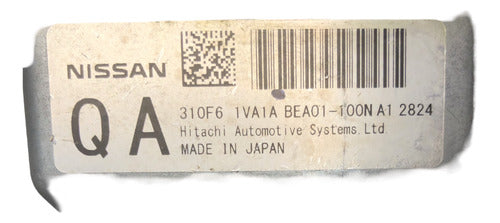 NISSAN
QA
310F6 1VA1A BEA01-100N A1 2824
Hitachi Automotive Systems, Ltd.
MADE IN JAPAN